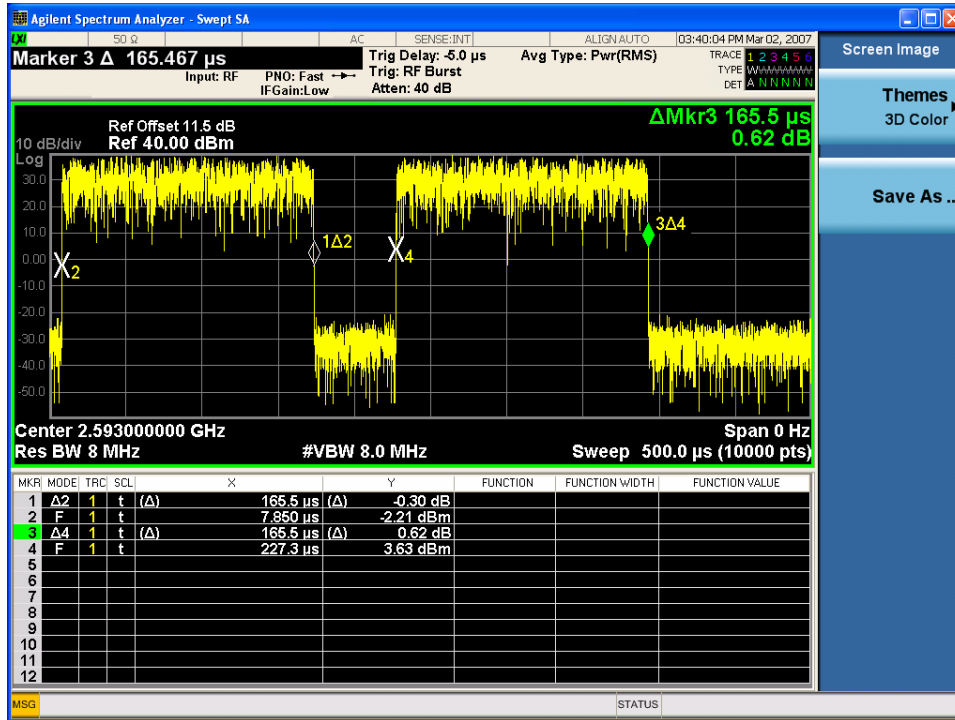 Agilent Spectrum Analyzer - Swept SA
LXI 50 Ω AC SENSE:INT ALIGN AUTO 03:40:04 PM Mar 02, 2007
Marker 3 Δ 165.467 µs
Input: RF PNO: Fast IFGain:Low
Trig Delay: -5.0 µs
Trig: RF Burst
Atten: 40 dB
Avg Type: Pwr(RMS)
TRACE 1 2 3 4 5 6
TYPE WWWWWW
DET A N N N N N
Screen Image
Themes
3D Color
Save As ...
ΔMkr3 165.5 µs
0.62 dB
Ref Offset 11.5 dB
10 dB/div Ref 40.00 dBm
Log
30.0
20.0
10.0
0.00
-10.0
-20.0
-30.0
-40.0
-50.0
2
1Δ2
4
3Δ4
Center 2.593000000 GHz Span 0 Hz
Res BW 8 MHz #VBW 8.0 MHz Sweep 500.0 µs (10000 pts)
MKR MODE TRC SCL X Y FUNCTION FUNCTION WIDTH FUNCTION VALUE
1 Δ2 1 t (Δ) 165.5 µs (Δ) -0.30 dB
2 F 1 t 7.850 µs -2.21 dBm
3 Δ4 1 t (Δ) 165.5 µs (Δ) 0.62 dB
4 F 1 t 227.3 µs 3.63 dBm
5
6
7
8
9
10
11
12
MSG STATUS